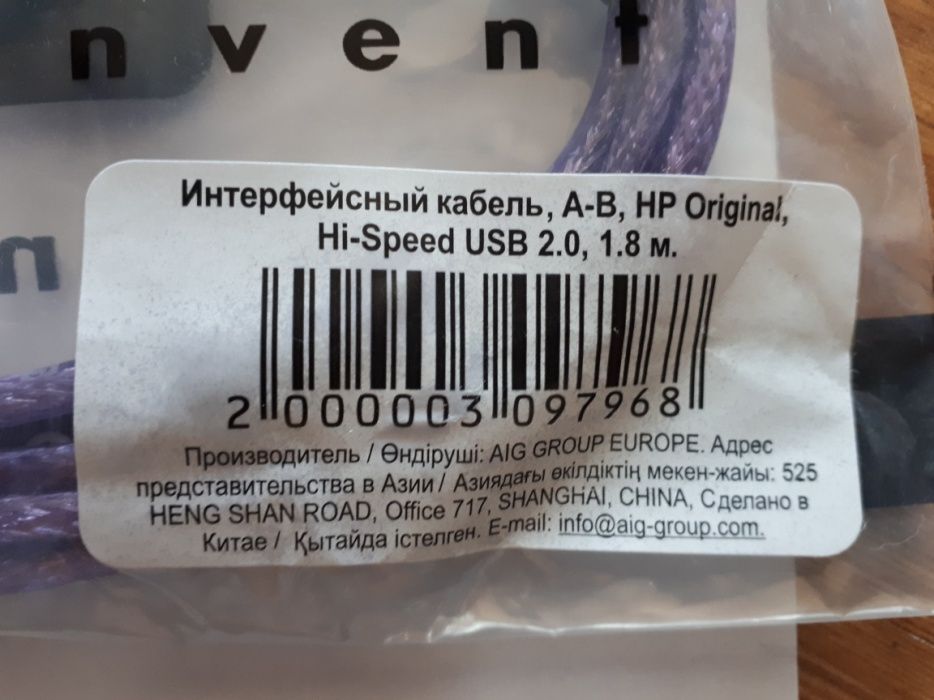 invent
n
Интерфейсный кабель, A-B, HP Original,
Hi-Speed USB 2.0, 1.8 м.
2 000003 097968
Производитель / Өндіруші: AIG GROUP EUROPE. Адрес
представительства в Азии / Азиядағы өкілдіктің мекен-жайы: 525
HENG SHAN ROAD, Office 717, SHANGHAI, CHINA, Сделано в
Китае / Қытайда істелген. E-mail: info@aig-group.com.